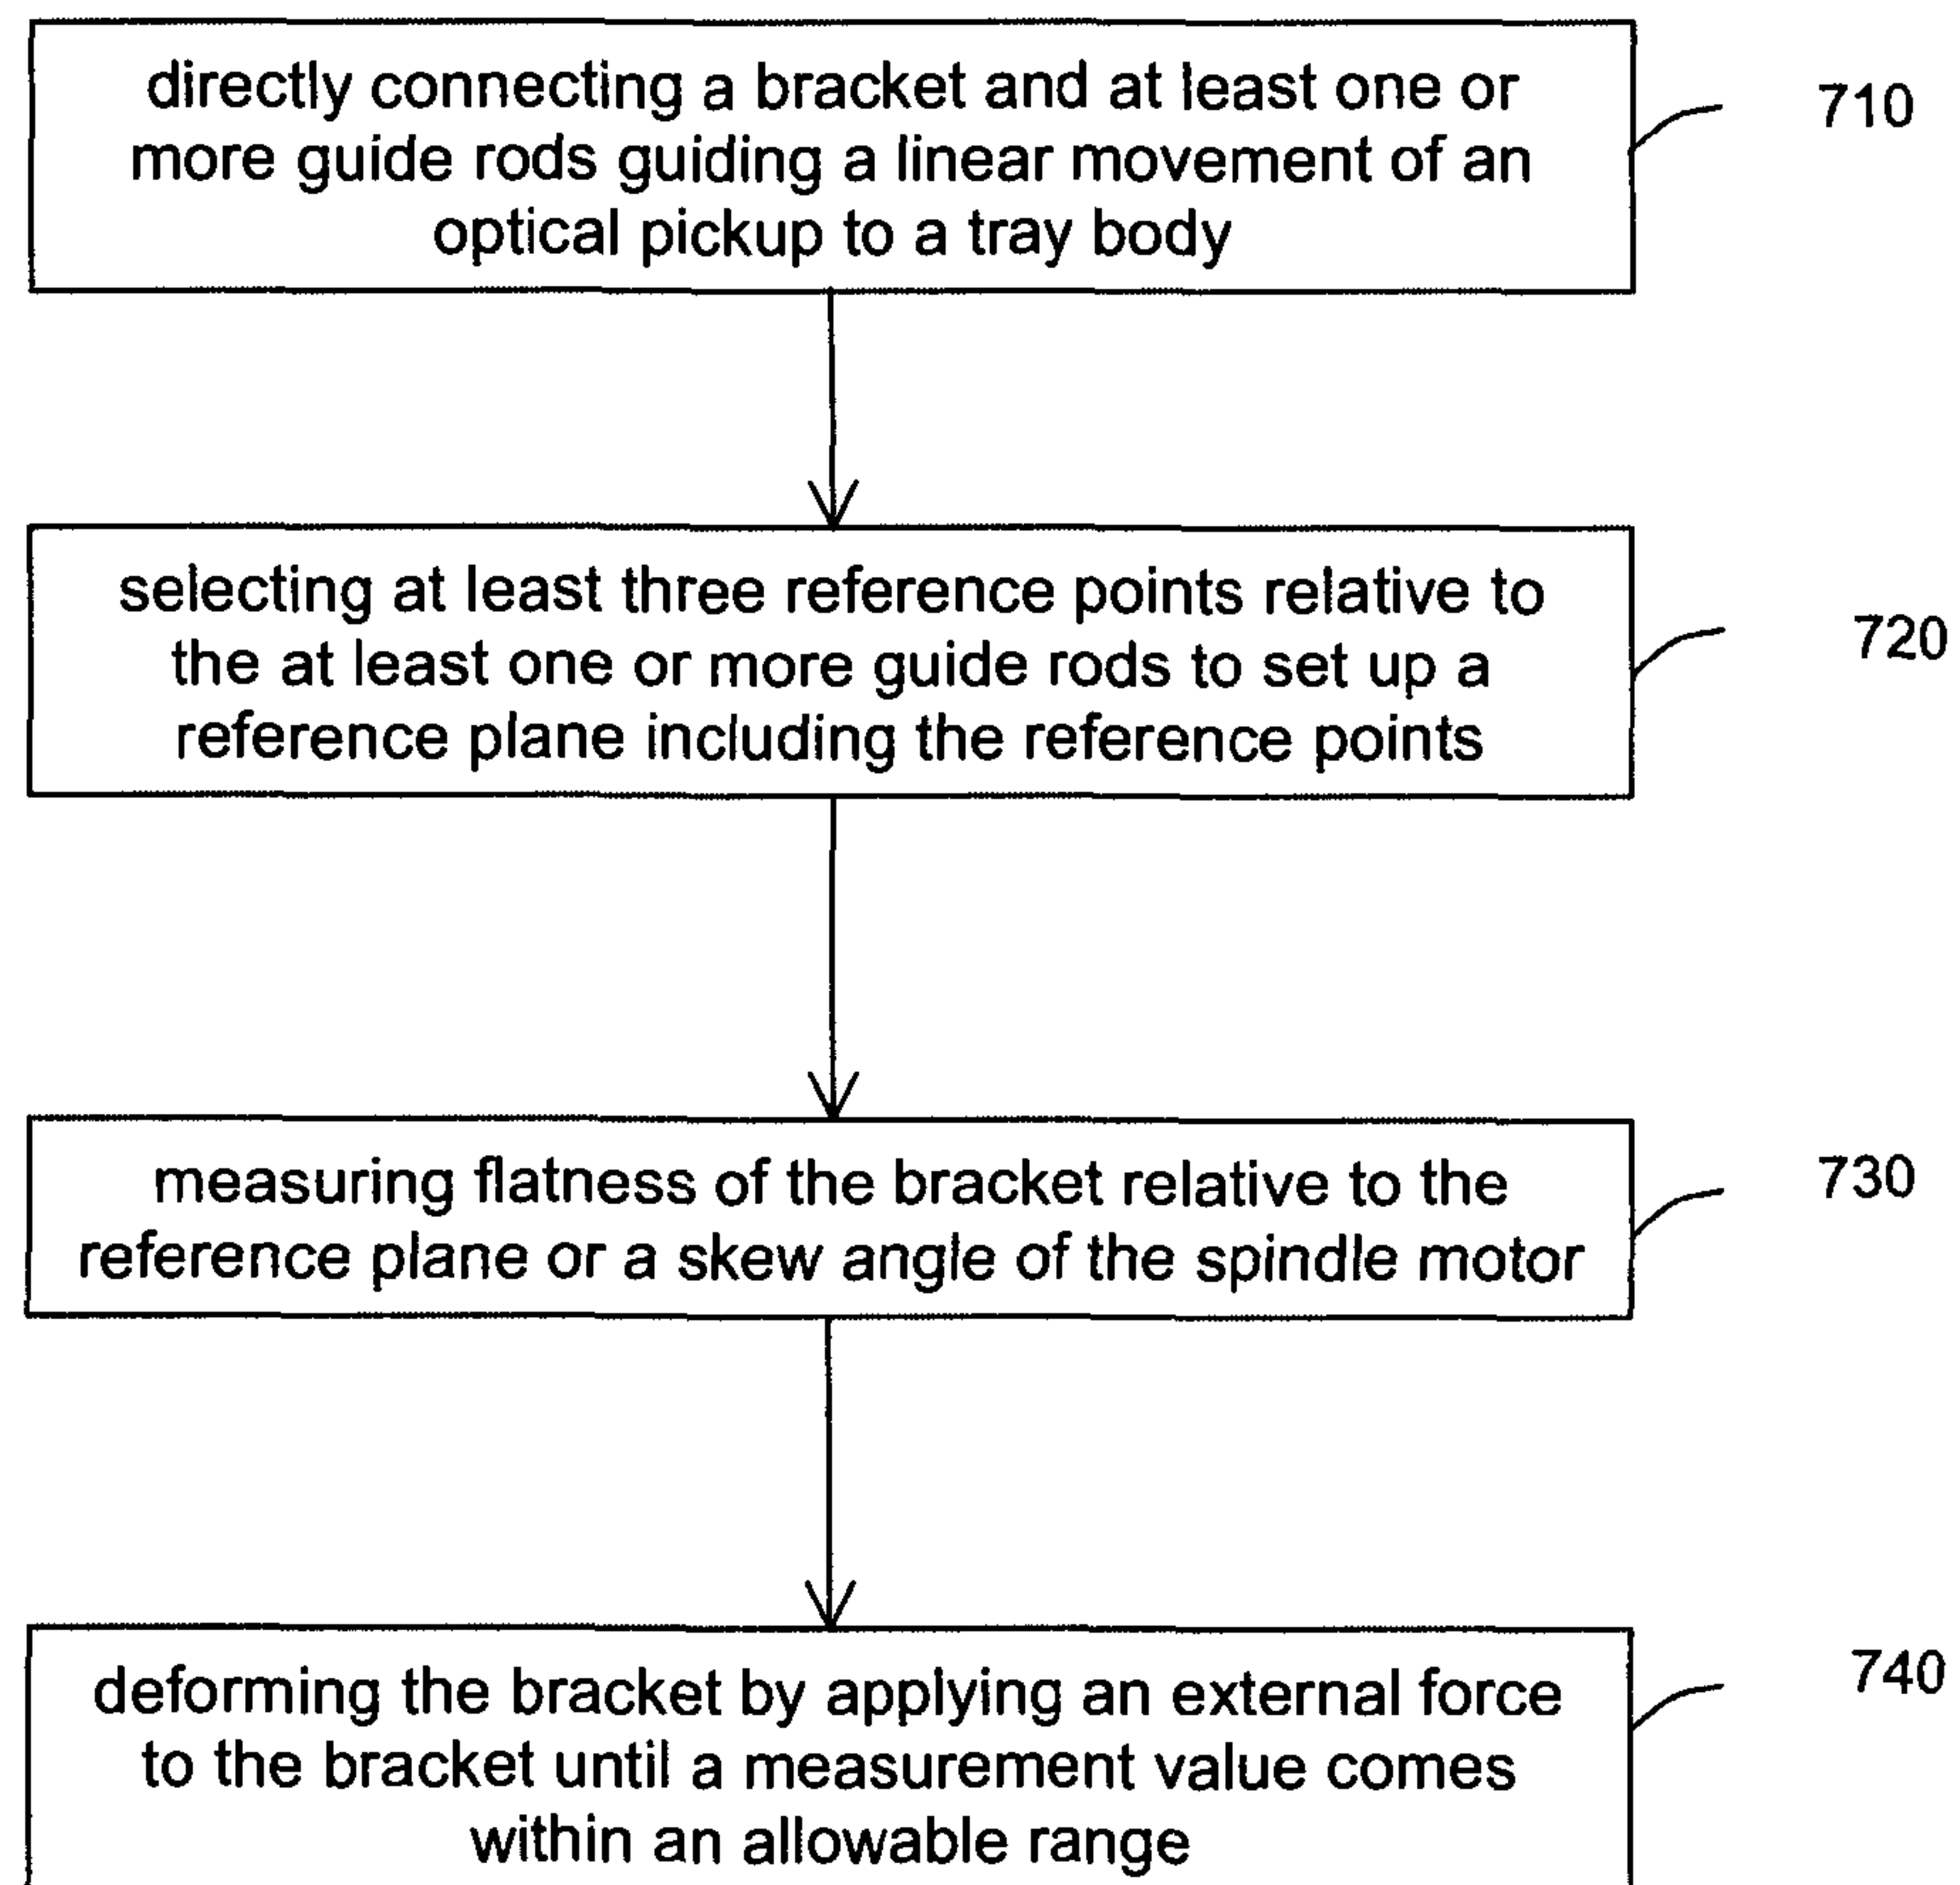 directly connecting a bracket and at least one or
more guide rods guiding a linear movement of an
optical pickup to a tray body
710
selecting at least three reference points relative to
the at least one or more guide rods to set up a
reference plane including the reference points
720
measuring flatness of the bracket relative to the
reference plane or a skew angle of the spindle motor
730
deforming the bracket by applying an external force
to the bracket until a measurement value comes
within an allowable range
740